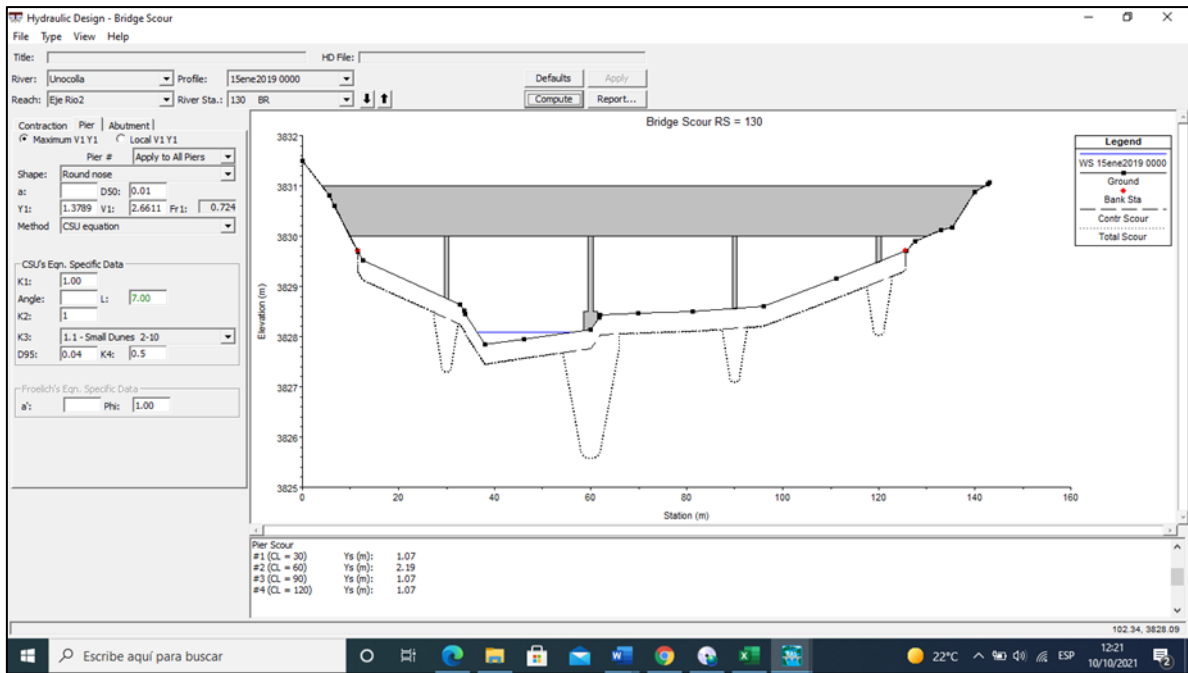 Hydraulic Design - Bridge Scour
File Type View Help
Title: HD File:
River: Unocolla Profile: 15ene2019 0000 Defaults Apply
Reach: Eje Rio2 River Sta.: 130 BR Compute Report...
Contraction Pier Abutment
Maximum V1 Y1 Local V1 Y1
Pier # Apply to All Piers
Shape: Round nose
a: D50: 0.01
Y1: 1.3789 V1: 2.6611 Fr1: 0.724
Method CSU equation
CSU's Eqn. Specific Data
K1: 1.00
Angle: L: 7.00
K2: 1
K3: 1.1 - Small Dunes 2-10
D95: 0.04 K4: 0.5
Froelich's Eqn. Specific Data
a': Phi: 1.00
Bridge Scour RS = 130
3832
3831
3830
3829
3828
3827
3826
3825
Elevation (m)
0 20 40 60 80 100 120 140 160
Station (m)
Legend
WS 15ene2019 0000
Ground
Bank Sta
Contr Scour
Total Scour
Pier Scour
#1 (CL = 30) Ys (m): 1.07
#2 (CL = 60) Ys (m): 2.19
#3 (CL = 90) Ys (m): 1.07
#4 (CL = 120) Ys (m): 1.07
102.34, 3828.09
Escribe aquí para buscar
22°C ESP 12:21
10/10/2021
2